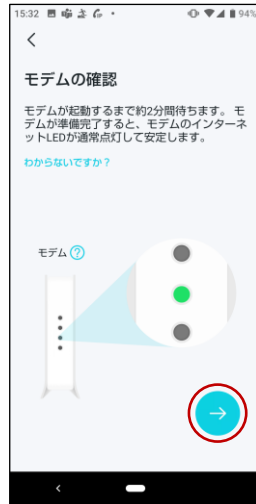 15:32
94%
モデムの確認
モデムが起動するまで約2分間待ちます。 モ
デムが準備完了すると、モデムのインターネ
ットLEDが通常点灯して安定します。
わからないですか？
モデム ?